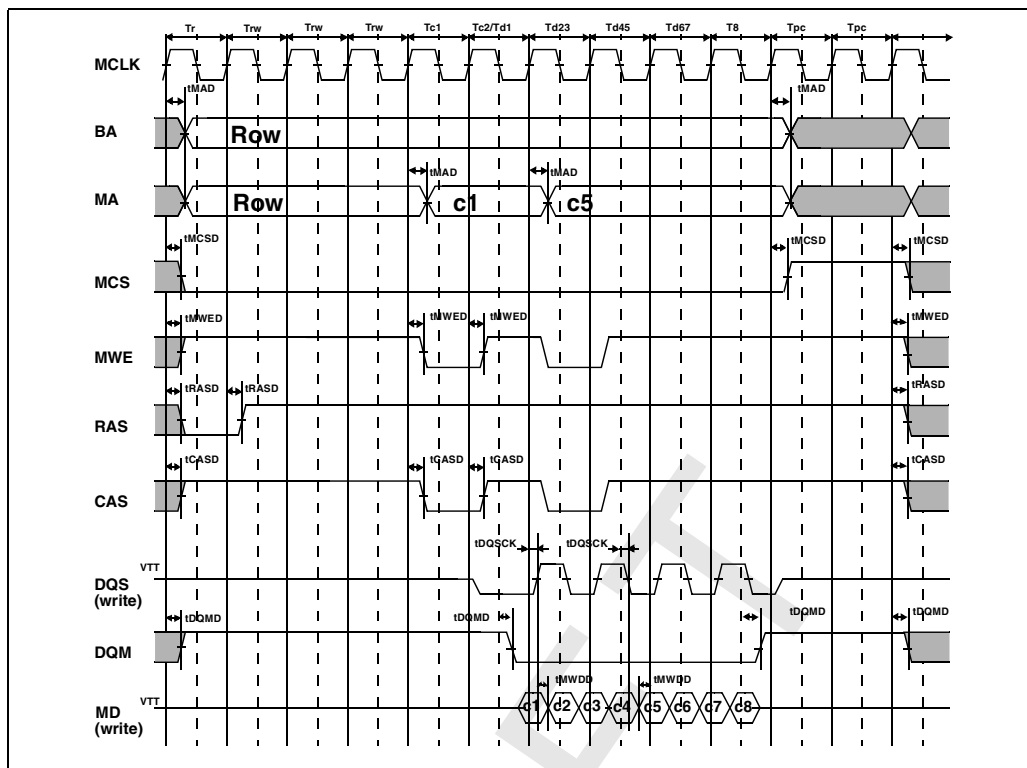 Tr Trw Trw Trw Tc1 Tc2/Td1 Td23 Td45 Td67 T8 Tpc Tpc
MCLK
tMAD tMAD
BA Row
tMAD tMAD
MA Row c1 c5
tMCSD tMCSD tMCSD
MCS
tMWED tMWED tMWED tMWED
MWE
tRASD tRASD tRASD
RAS
tCASD tCASD tCASD tCASD
CAS
tDQSCK tDQSCK
VTT
DQS
(write)
tDQMD tDQMD tDQMD tDQMD
DQM
tMWDD tMWDD
VTT
MD c1 c2 c3 c4 c5 c6 c7 c8
(write)